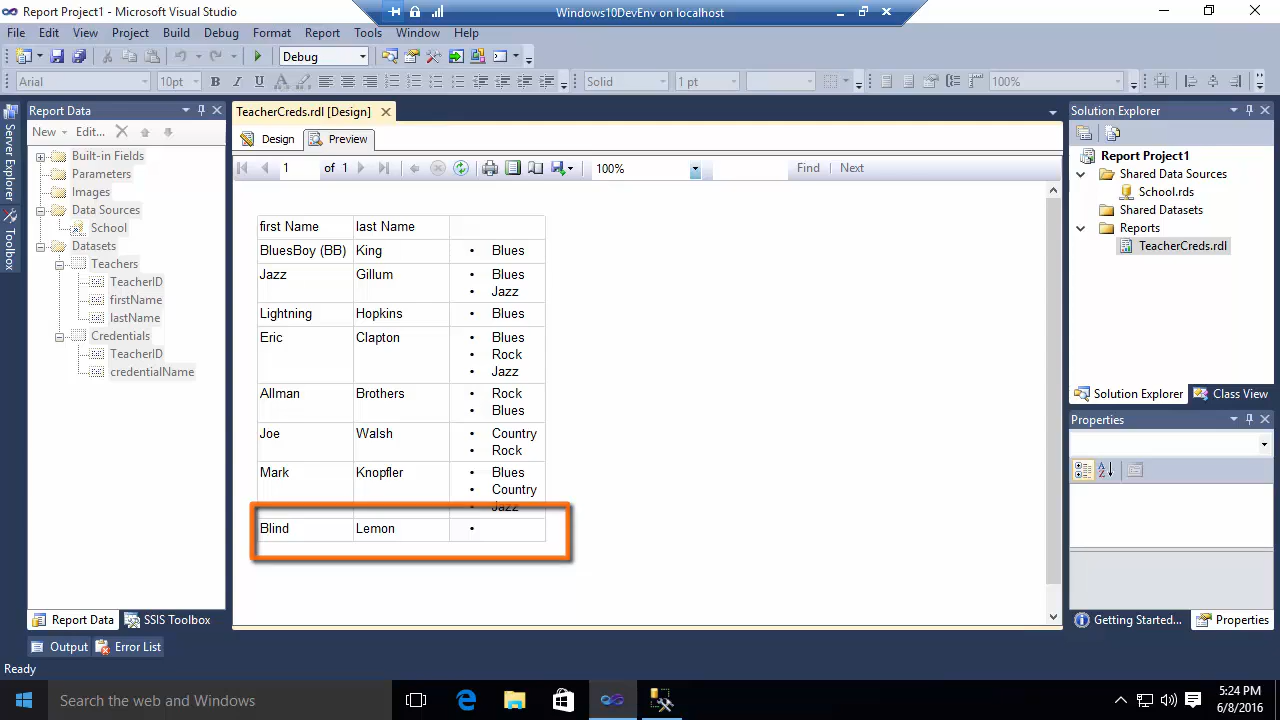 Report Project1 - Microsoft Visual Studio
Windows10DevEnv on localhost
File Edit View Project Build Debug Format Report Tools Window Help
Debug
Arial 10pt B I U A Solid 1 pt 100%
Server Explorer
Toolbox
Report Data
New Edit...
Built-in Fields
Parameters
Images
Data Sources
School
Datasets
Teachers
TeacherID
firstName
lastName
Credentials
TeacherID
credentialName
Report Data SSIS Toolbox
TeacherCreds.rdl [Design]
Design Preview
1 of 1 100% Find Next
first Name last Name
BluesBoy (BB) King • Blues
Jazz Gillum • Blues
• Jazz
Lightning Hopkins • Blues
Eric Clapton • Blues
• Rock
• Jazz
Allman Brothers • Rock
• Blues
Joe Walsh • Country
• Rock
Mark Knopfler • Blues
• Country
• Jazz
Blind Lemon •
Solution Explorer
Report Project1
Shared Data Sources
School.rds
Shared Datasets
Reports
TeacherCreds.rdl
Solution Explorer Class View
Properties
Getting Started... Properties
Output Error List
Ready
Search the web and Windows
5:24 PM
6/8/2016